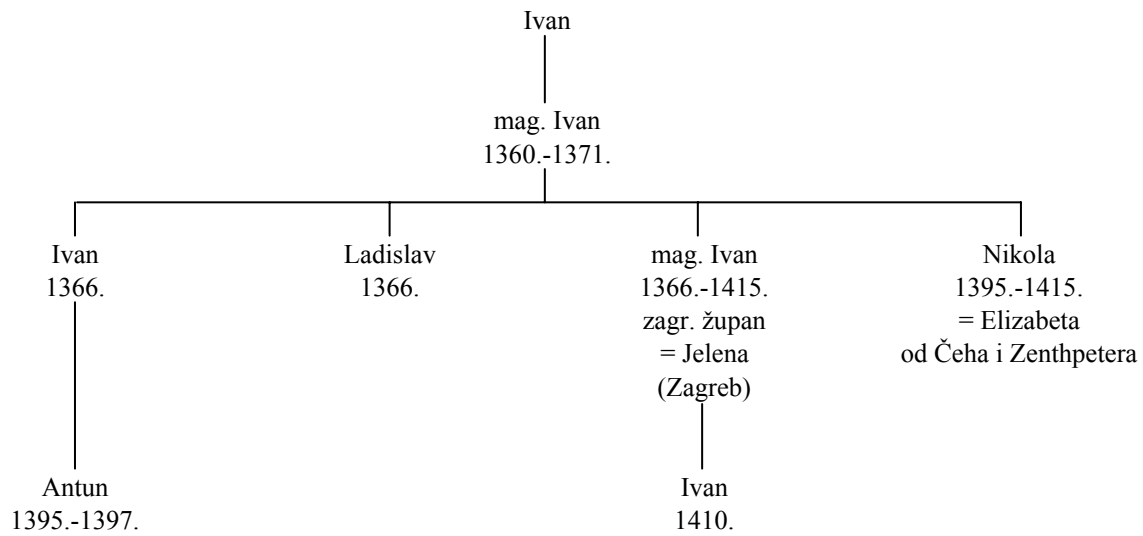 Ivan
mag. Ivan
1360.-1371.
Ivan
1366.
Ladislav
1366.
mag. Ivan
1366.-1415.
zagr. župan
= Jelena
(Zagreb)
Nikola
1395.-1415.
= Elizabeta
od Čeha i Zenthpetera
Antun
1395.-1397.
Ivan
1410.